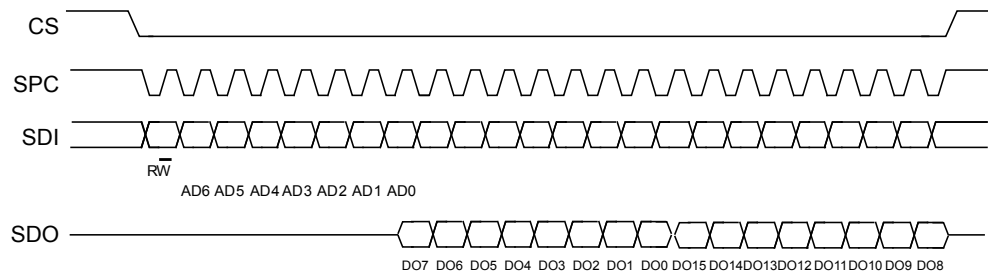 CS
SPC
SDI
RW
AD6 AD5 AD4 AD3 AD2 AD1 AD0
SDO
DO7 DO6 DO5 DO4 DO3 DO2 DO1 DO0 DO15 DO14 DO13 DO12 DO11 DO10 DO9 DO8